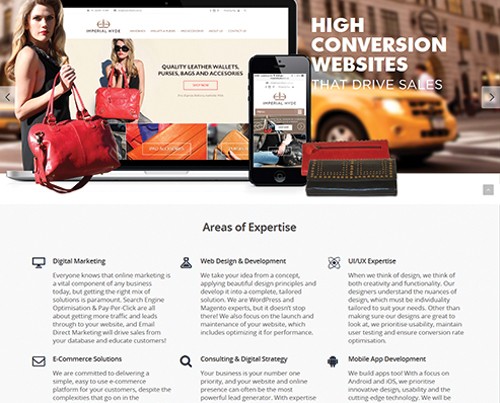 IMPERIAL HYDE
HIGH
CONVERSION
WEBSITES
THAT DRIVE SALES
QUALITY LEATHER WALLETS,
PURSES, BAGS AND ACCESORIES
IMPERIAL HYDE
Areas of Expertise
Digital Marketing
Everyone knows that online marketing is
a vital component of any business
today, but getting the right mix of
solutions is paramount. Search Engine
Optimisation & Pay-Per-Click are all
about getting more traffic and leads
through to your website, and Email
Direct Marketing will drive sales from
your database and educate customers!
Web Design & Development
We take your idea from a concept,
applying beautiful design principles and
develop it into a complete, tailored
solution. We are WordPress and
Magento experts, but it doesn't stop
there! We also focus on the launch and
maintenance of your website, which
includes optimizing it for performance.
UI/UX Expertise
When we think of design, we think of
both creativity and functionality. Our
designers understand the nuances of
design, which must be individuality
tailored to suit your needs. Other than
making sure our designs are great to
look at, we prioritise usability, maintain
user testing and ensure conversion rate
optimisation.
E-Commerce Solutions
We are committed to delivering a
simple, easy to use e-commerce
platform for your customers, despite the
complexities that go on in the
Consulting & Digital Strategy
Your business is your number one
priority, and your website and online
presence can often be the most
powerful lead generator. With expertise
Mobile App Development
We build apps too! With a focus on
Android and iOS, we prioritise
innovative design, usability and the
cutting-edge technology. We will be